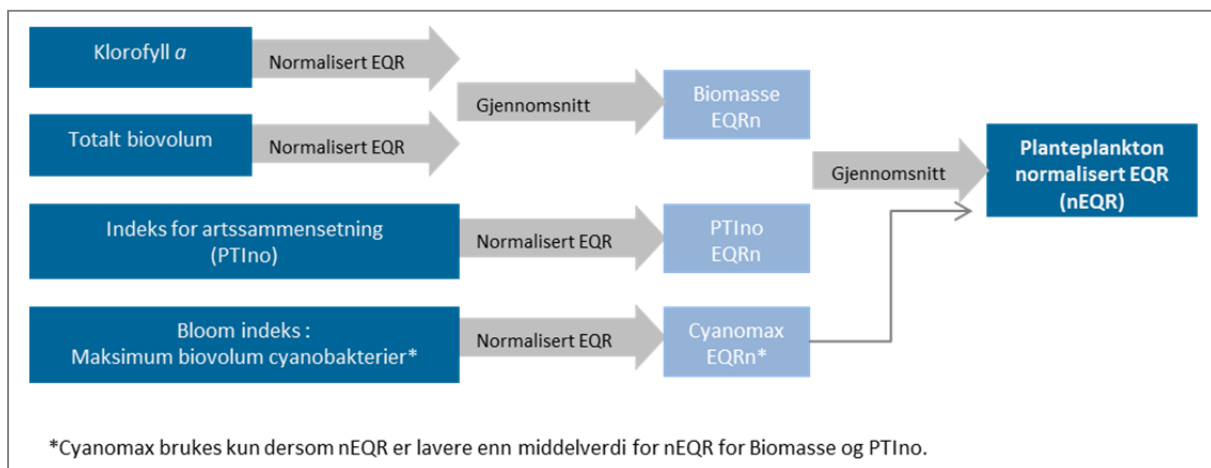 Klorofyll a
Normalisert EQR
Gjennomsnitt
Biomasse
EQRn
Totalt biovolum
Normalisert EQR
Gjennomsnitt
Planteplankton
normalisert EQR
(nEQR)
Indeks for artssammensetning
(PTIno)
Normalisert EQR
PTIno
EQRn
Bloom indeks :
Maksimum biovolum cyanobakterier*
Normalisert EQR
Cyanomax
EQRn*
*Cyanomax brukes kun dersom nEQR er lavere enn middelverdi for nEQR for Biomasse og PTIno.